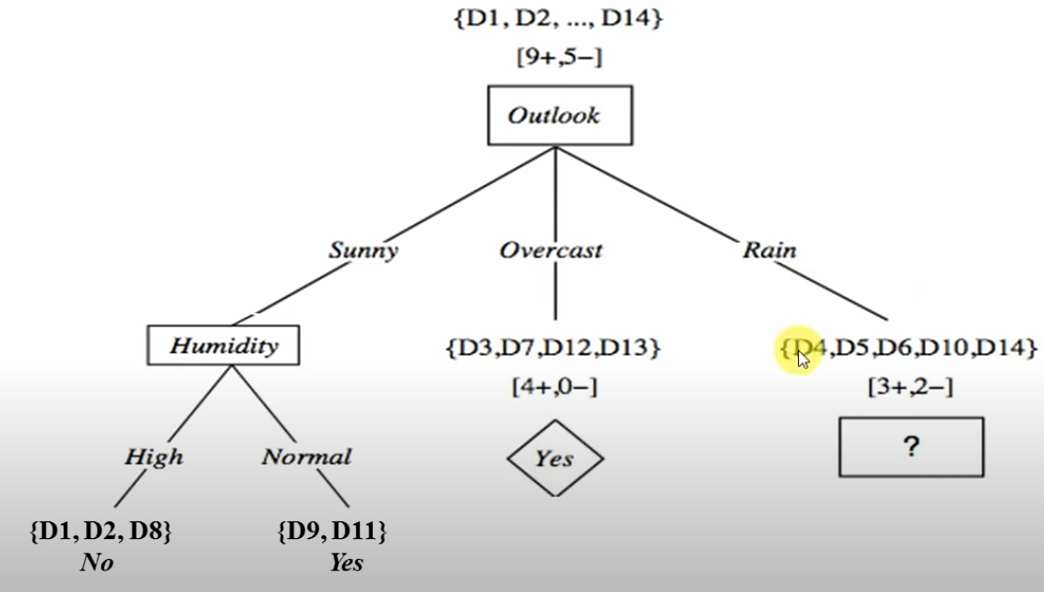 {D1, D2, ..., D14}
[9+,5−]
Outlook
Sunny
Overcast
Rain
Humidity
{D3,D7,D12,D13}
{D4,D5,D6,D10,D14}
[4+,0−]
[3+,2−]
High
Normal
Yes
?
{D1, D2, D8}
{D9, D11}
No
Yes